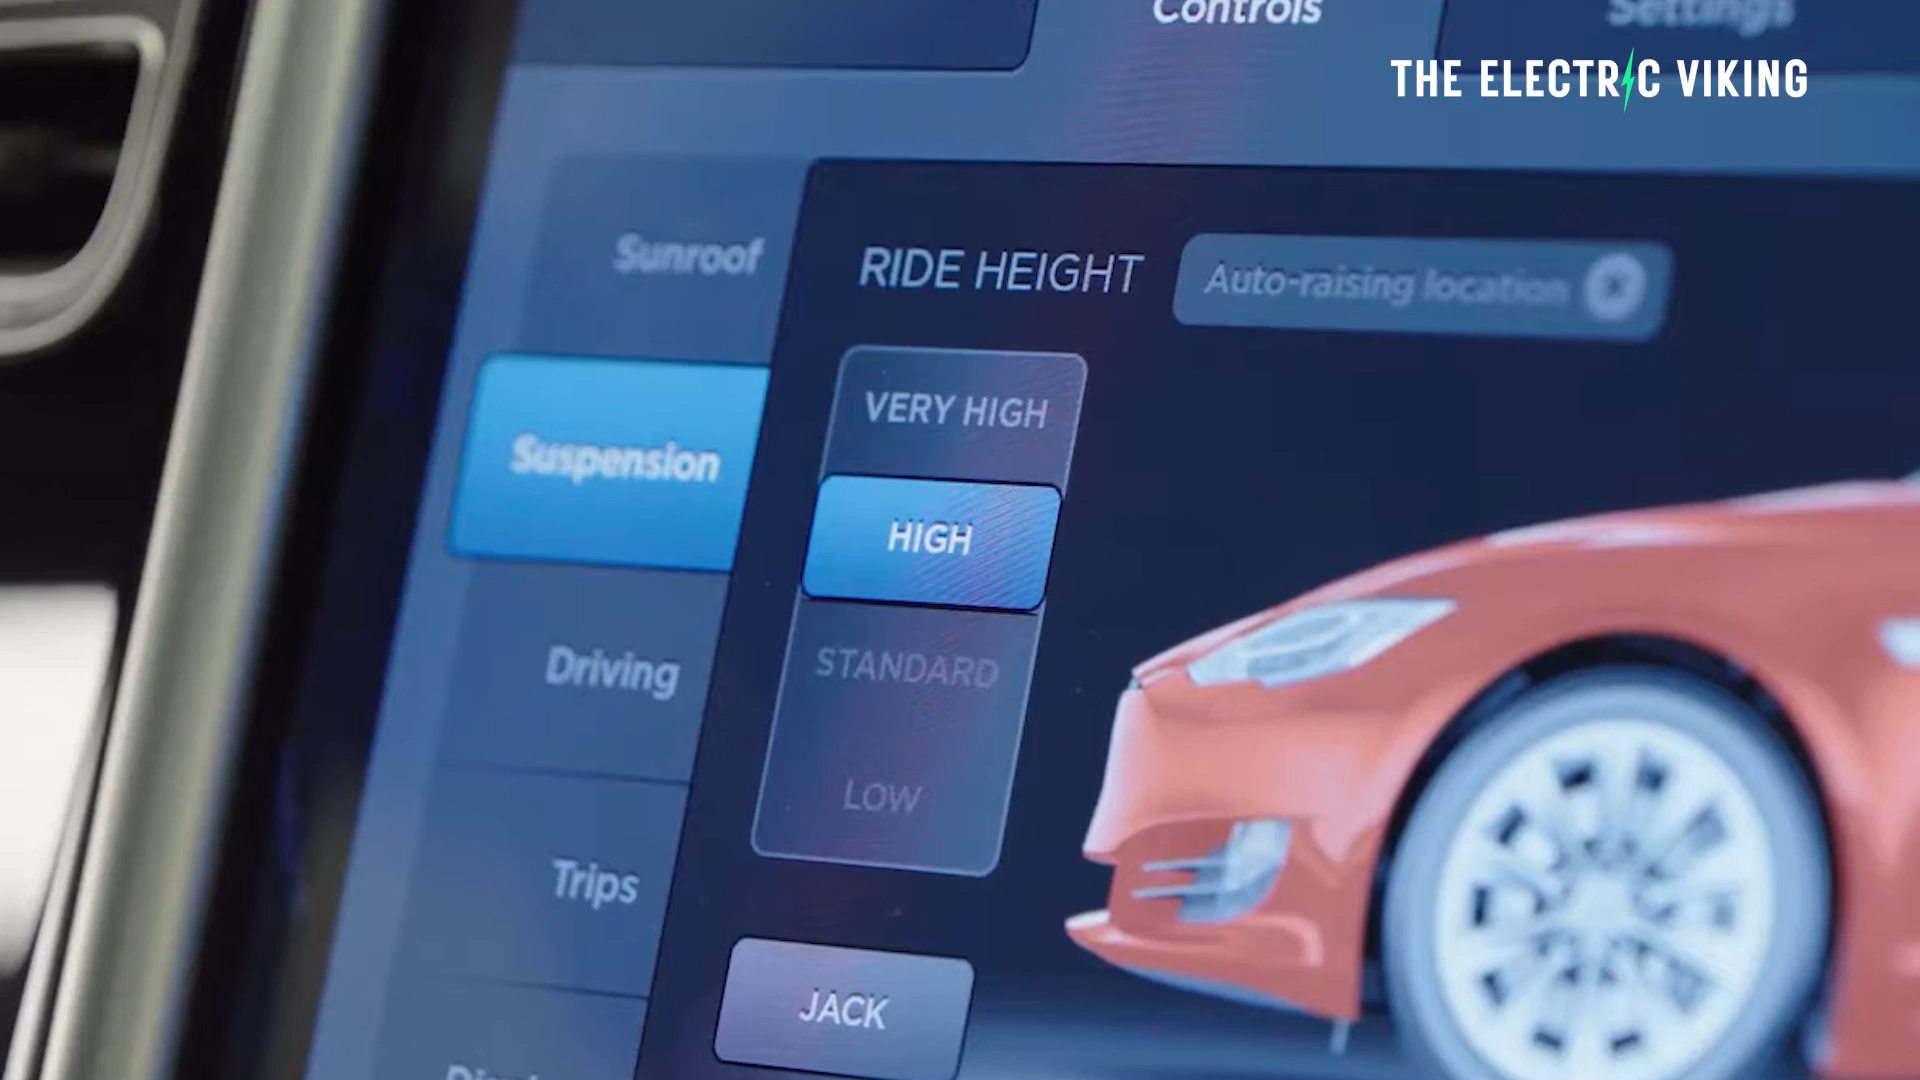 Controls
Settings
THE ELECTRIC VIKING
Sunroof
RIDE HEIGHT
Auto-raising location
VERY HIGH
Suspension
HIGH
STANDARD
Driving
LOW
Trips
JACK